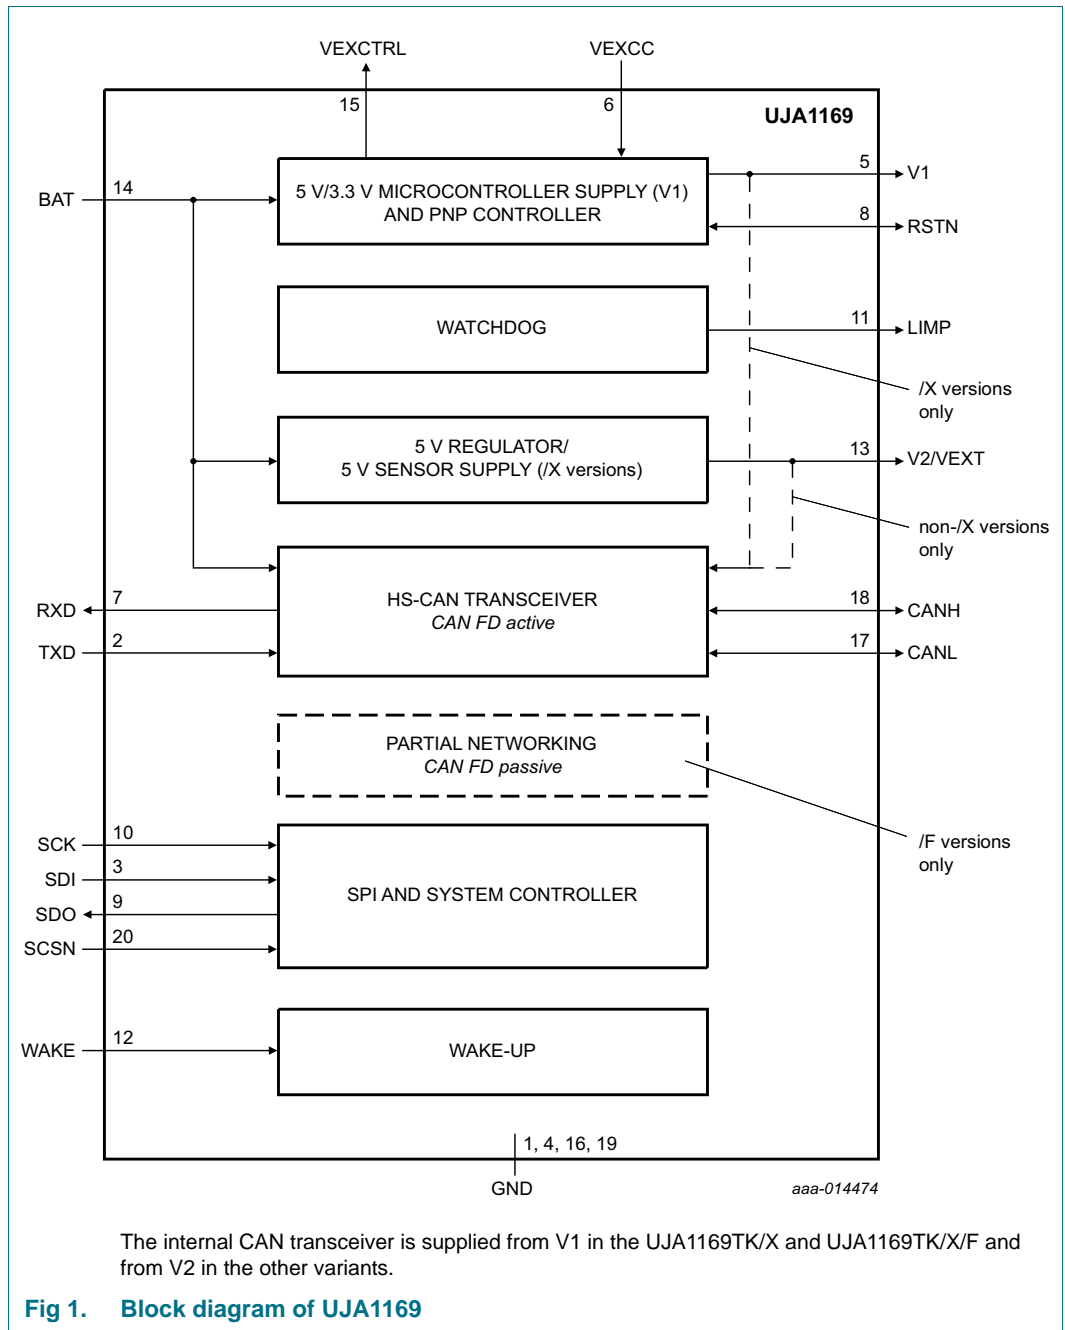 VEXCTRL
VEXCC
15
6
UJA1169
BAT
14
5 V/3.3 V MICROCONTROLLER SUPPLY (V1)
AND PNP CONTROLLER
5
V1
8
RSTN
WATCHDOG
11
LIMP
/X versions
only
5 V REGULATOR/
5 V SENSOR SUPPLY (/X versions)
13
V2/VEXT
non-/X versions
only
RXD
7
TXD
2
HS-CAN TRANSCEIVER
CAN FD active
18
CANH
17
CANL
PARTIAL NETWORKING
CAN FD passive
/F versions
only
SCK
10
SDI
3
SDO
9
SCSN
20
SPI AND SYSTEM CONTROLLER
WAKE
12
WAKE-UP
1, 4, 16, 19
GND
aaa-014474
The internal CAN transceiver is supplied from V1 in the UJA1169TK/X and UJA1169TK/X/F and
from V2 in the other variants.
Fig 1. Block diagram of UJA1169